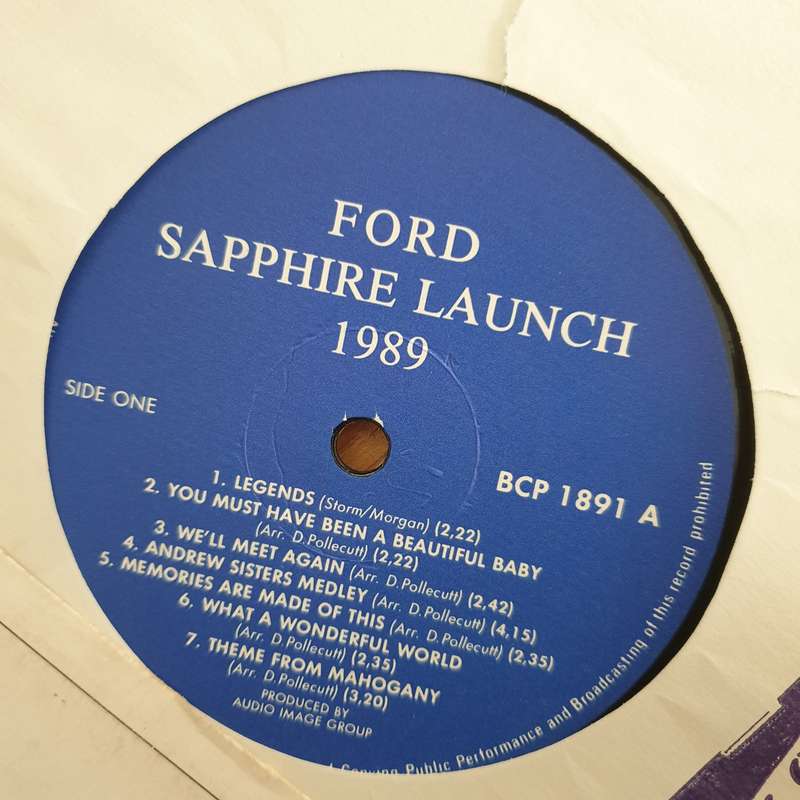 FORD
SAPPHIRE LAUNCH
1989
SIDE ONE
BCP 1891 A
1. LEGENDS (Storm/Morgan) (2,22)
2. YOU MUST HAVE BEEN A BEAUTIFUL BABY
(Arr. D.Pollecutt) (2,22)
3. WE'LL MEET AGAIN (Arr. D.Pollecutt) (2,42)
4. ANDREW SISTERS MEDLEY (Arr. D.Pollecutt) (4,15)
5. MEMORIES ARE MADE OF THIS (Arr. D.Pollecutt) (2,35)
6. WHAT A WONDERFUL WORLD
(Arr. D.Pollecutt) (2,35)
7. THEME FROM MAHOGANY
(Arr. D.Pollecutt) (3,20)
PRODUCED BY
AUDIO IMAGE GROUP
Copying Public Performance and Broadcasting of this record prohibited